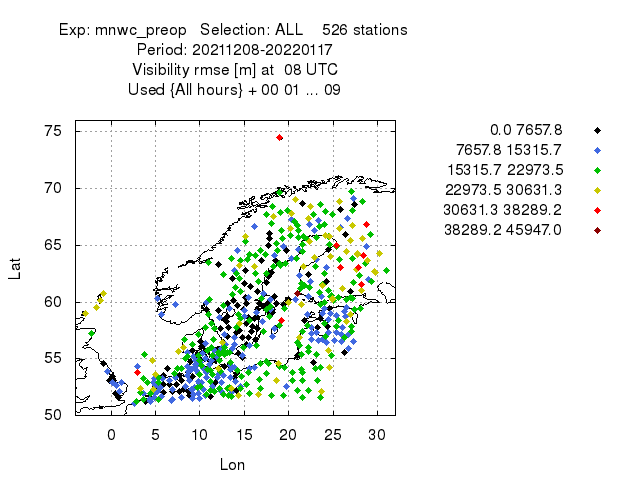 Exp: mnwc_preop Selection: ALL 526 stations
Period: 20211208-20220117
Visibility rmse [m] at 08 UTC
Used {All hours} + 00 01 ... 09
0.0 7657.8
7657.8 15315.7
15315.7 22973.5
22973.5 30631.3
30631.3 38289.2
38289.2 45947.0
75
70
65
60
55
50
Lat
0 5 10 15 20 25 30
Lon